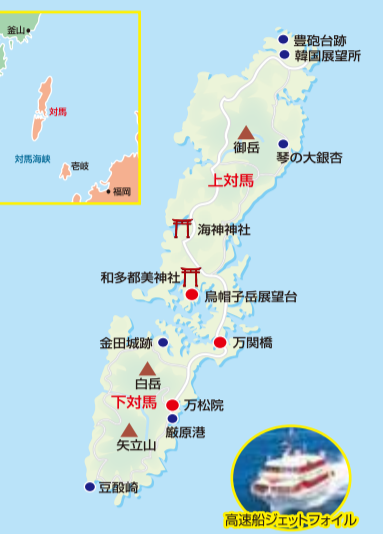 釜山
対馬
対馬海峡
壱岐
福岡
豊砲台跡
韓国展望所
御岳
琴の大銀杏
上対馬
海神神社
和多都美神社
烏帽子岳展望台
金田城跡
万関橋
白岳
下対馬
万松院
厳原港
矢立山
豆酘崎
高速船ジェットフォイル